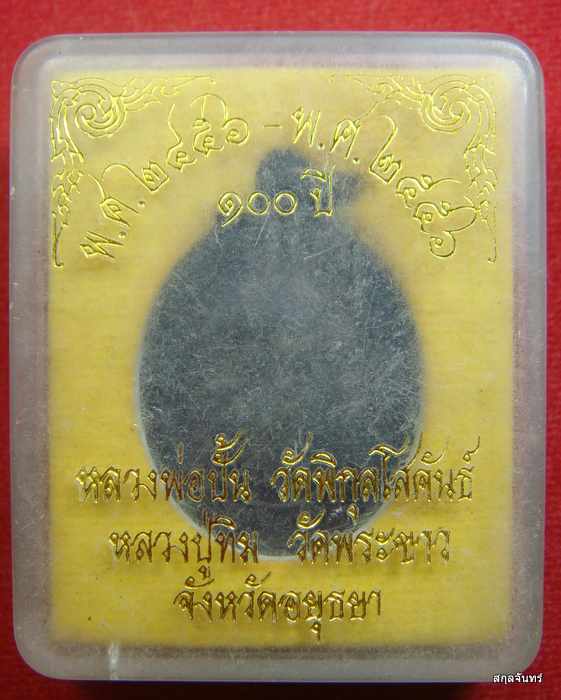 พ.ศ.๒๔๕๖ - พ.ศ.๒๕๕๖
๑๐๐ ปี
หลวงพ่อปั้น วัดพิกุลโสคันธ์
หลวงปู่ทิม วัดพระขาว
จังหวัดอยุธยา
สกุลจันทร์